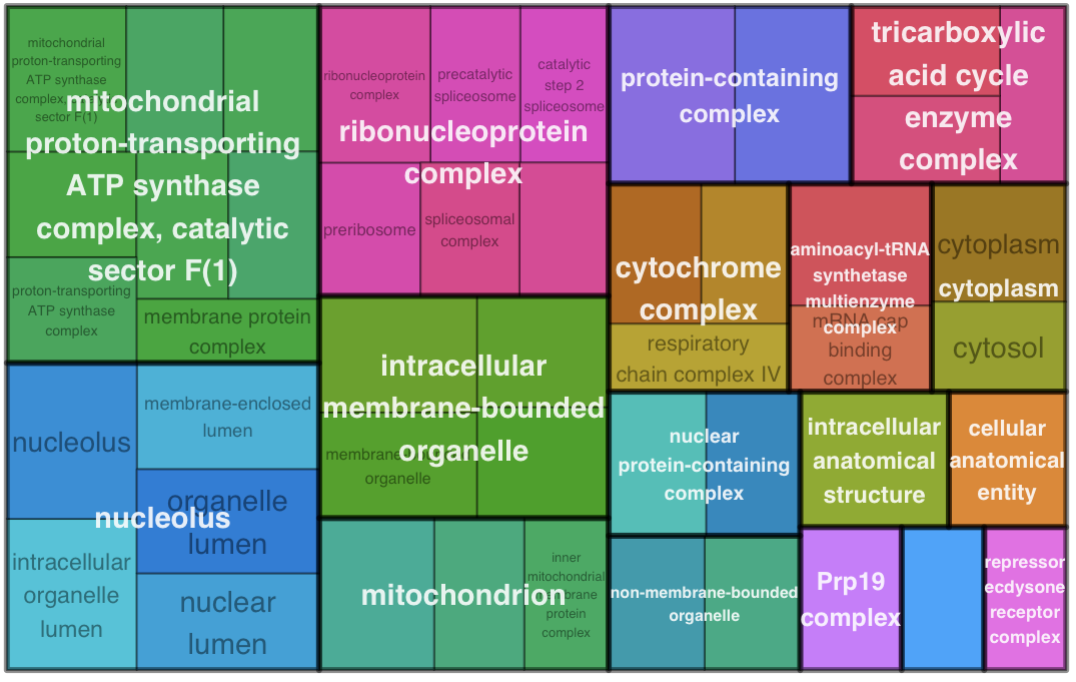 mitochondrial
proton-transporting
ATP synthase
complex, catalytic
sector F(1)
mitochondrial
proton-transporting
ATP synthase
complex, catalytic
sector F(1)
proton-transporting
ATP synthase
complex
membrane protein
complex
ribonucleoprotein
complex
precatalytic
spliceosome
catalytic
step 2
spliceosome
ribonucleoprotein
complex
preribosome
spliceosomal
complex
protein-containing
complex
tricarboxylic
acid cycle
enzyme
complex
cytochrome
complex
respiratory
chain complex IV
aminoacyl-tRNA
synthetase
multienzyme
complex
mRNA cap
binding
complex
cytoplasm
cytoplasm
cytosol
nucleolus
membrane-enclosed
lumen
organelle
lumen
nucleolus
intracellular
organelle
lumen
nuclear
lumen
intracellular
membrane-bounded
organelle
organelle
mitochondrion
inner
mitochondrial
membrane
protein
complex
nuclear
protein-containing
complex
non-membrane-bounded
organelle
intracellular
anatomical
structure
cellular
anatomical
entity
Prp19
complex
repressor
ecdysone
receptor
complex